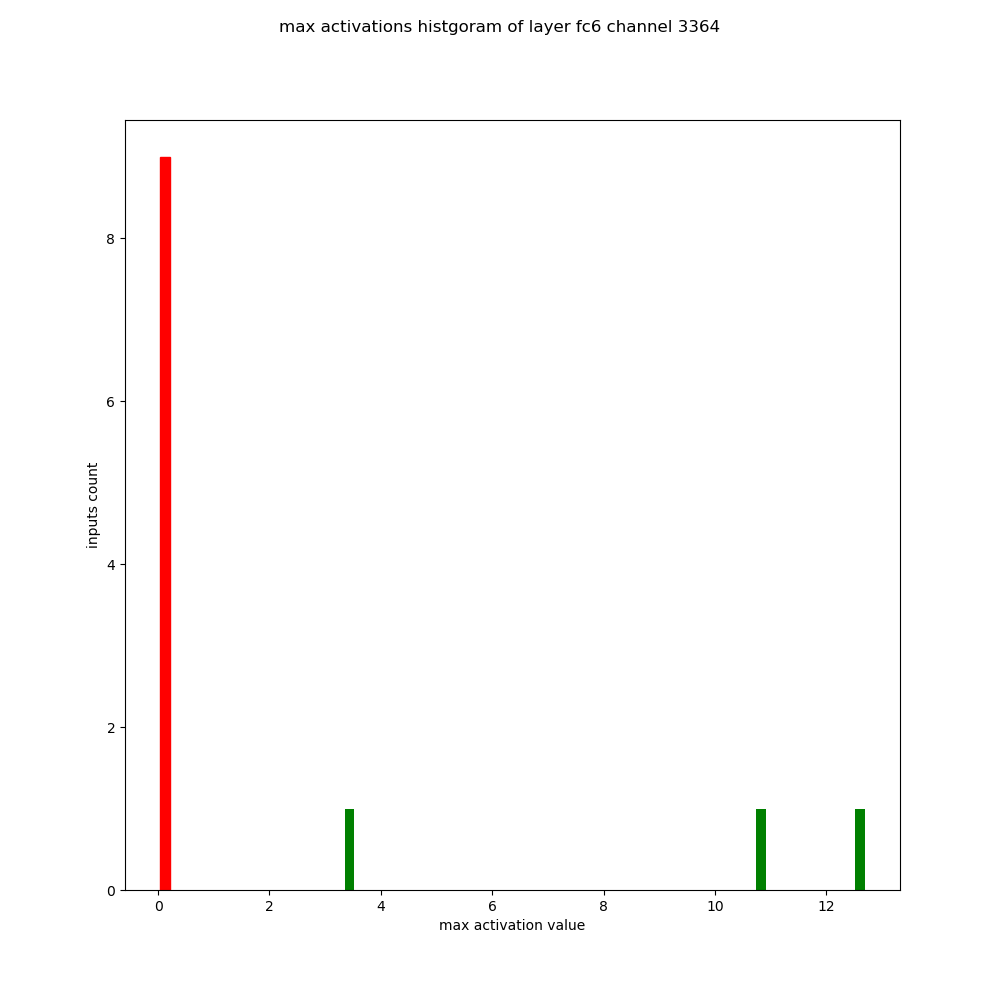 max activations histgoram of layer fc6 channel 3364
8
6
4
2
0
inputs count
0 2 4 6 8 10 12
max activation value